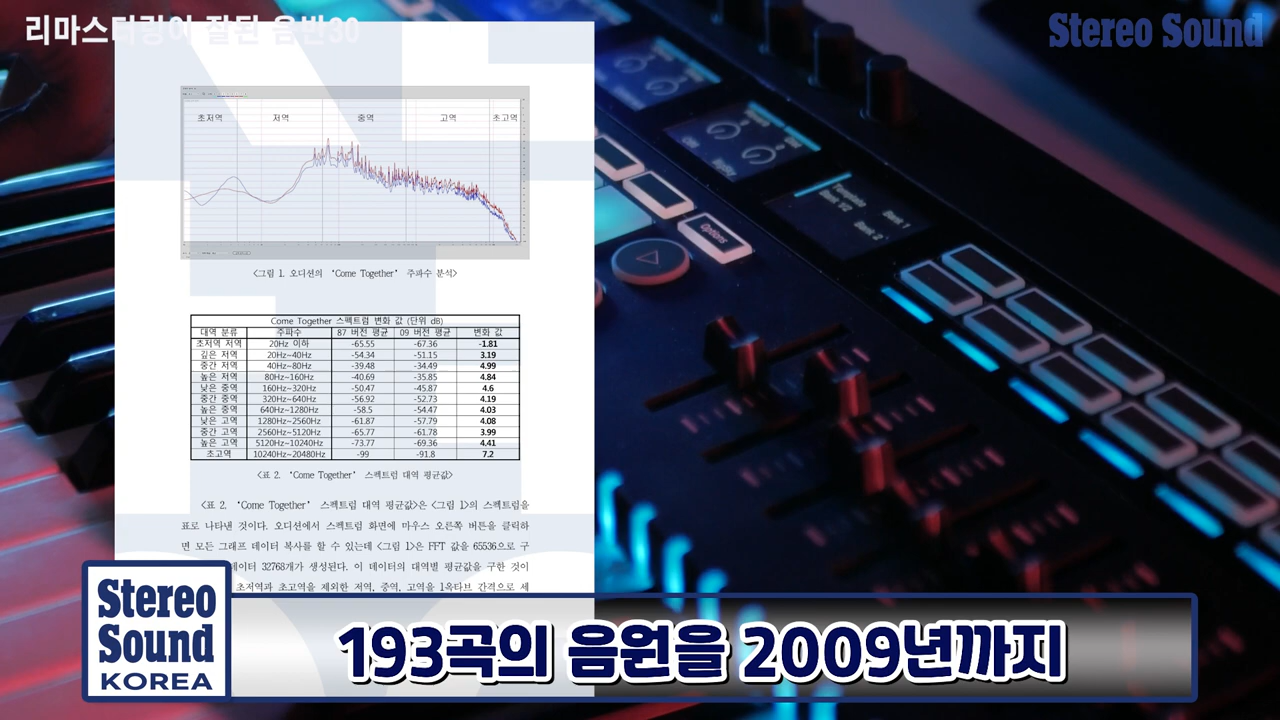 리마스터링이 잘된 음반30
Stereo Sound
초저역 저역 중역 고역 초고역
<그림 1. 오디션의 ‘Come Together’ 주파수 분석>
Come Together 스펙트럼 변화 값 (단위 dB)
대역 분류 주파수 87 버전 평균 09 버전 평균 변화 값
초저역 저역 20Hz 이하 -65.55 -67.36 -1.81
깊은 저역 20Hz~40Hz -54.34 -51.15 3.19
중간 저역 40Hz~80Hz -39.48 -34.49 4.99
높은 저역 80Hz~160Hz -40.69 -35.85 4.84
낮은 중역 160Hz~320Hz -50.47 -45.87 4.6
중간 중역 320Hz~640Hz -56.92 -52.73 4.19
높은 중역 640Hz~1280Hz -58.5 -54.47 4.03
낮은 고역 1280Hz~2560Hz -61.87 -57.79 4.08
중간 고역 2560Hz~5120Hz -65.77 -61.78 3.99
높은 고역 5120Hz~10240Hz -73.77 -69.36 4.41
초고역 10240Hz~20480Hz -99 -91.8 7.2
<표 2. ‘Come Together’ 스펙트럼 대역 평균값>
<표 2. ‘Come Together’ 스펙트럼 대역 평균값>은 <그림 1>의 스펙트럼을
표로 나타낸 것이다. 오디션에서 스펙트럼 화면에 마우스 오른쪽 버튼을 클릭하
면 모든 그래프 데이터 복사를 할 수 있는데 <그림 1>은 FFT 값을 65536으로 구
데이터 32768개가 생성된다. 이 데이터의 대역별 평균값을 구한 것이
초저역과 초고역을 제외한 저역, 중역, 고역을 1옥타브 간격으로 세
Options
Template
Bank 1
Bank 2
Stereo
Sound
KOREA
193곡의 음원을 2009년까지